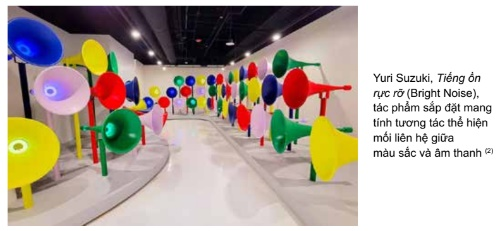 Yuri Suzuki, Tiếng ồn
rực rỡ (Bright Noise),
tác phẩm sắp đặt mang
tính tương tác thể hiện
mối liên hệ giữa
màu sắc và âm thanh (2)